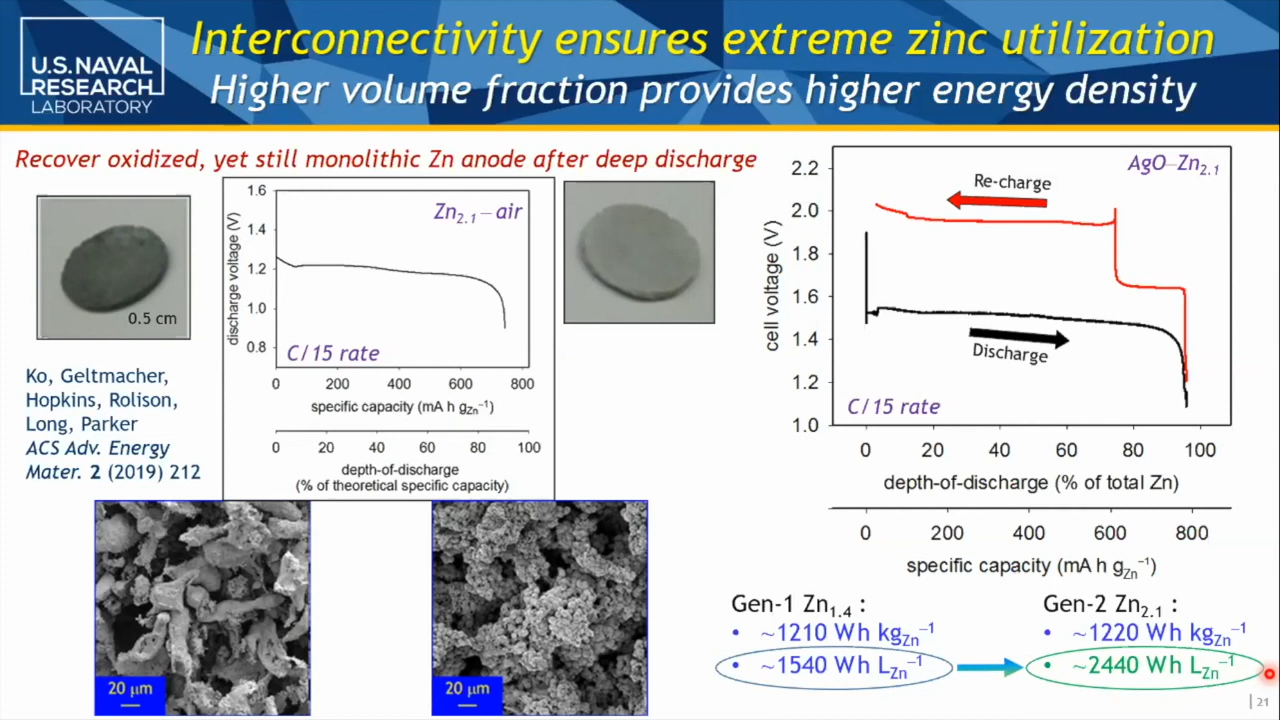 U.S. NAVAL
RESEARCH
LABORATORY
Interconnectivity ensures extreme zinc utilization
Higher volume fraction provides higher energy density
Recover oxidized, yet still monolithic Zn anode after deep discharge
0.5 cm
Ko, Geltmacher,
Hopkins, Rolison,
Long, Parker
ACS Adv. Energy
Mater. 2 (2019) 212
Zn2.1 – air
discharge voltage (V)
1.6
1.4
1.2
1.0
0.8
C/15 rate
0 200 400 600 800
specific capacity (mA h gZn⁻¹)
0 20 40 60 80 100
depth-of-discharge
(% of theoretical specific capacity)
20 µm
20 µm
AgO–Zn2.1
Re-charge
cell voltage (V)
2.2
2.0
1.8
1.6
1.4
1.2
1.0
Discharge
C/15 rate
0 20 40 60 80 100
depth-of-discharge (% of total Zn)
0 200 400 600 800
specific capacity (mA h gZn⁻¹)
Gen-1 Zn1.4 :
• ~1210 Wh kgZn⁻¹
• ~1540 Wh LZn⁻¹
Gen-2 Zn2.1 :
• ~1220 Wh kgZn⁻¹
• ~2440 Wh LZn⁻¹
| 21